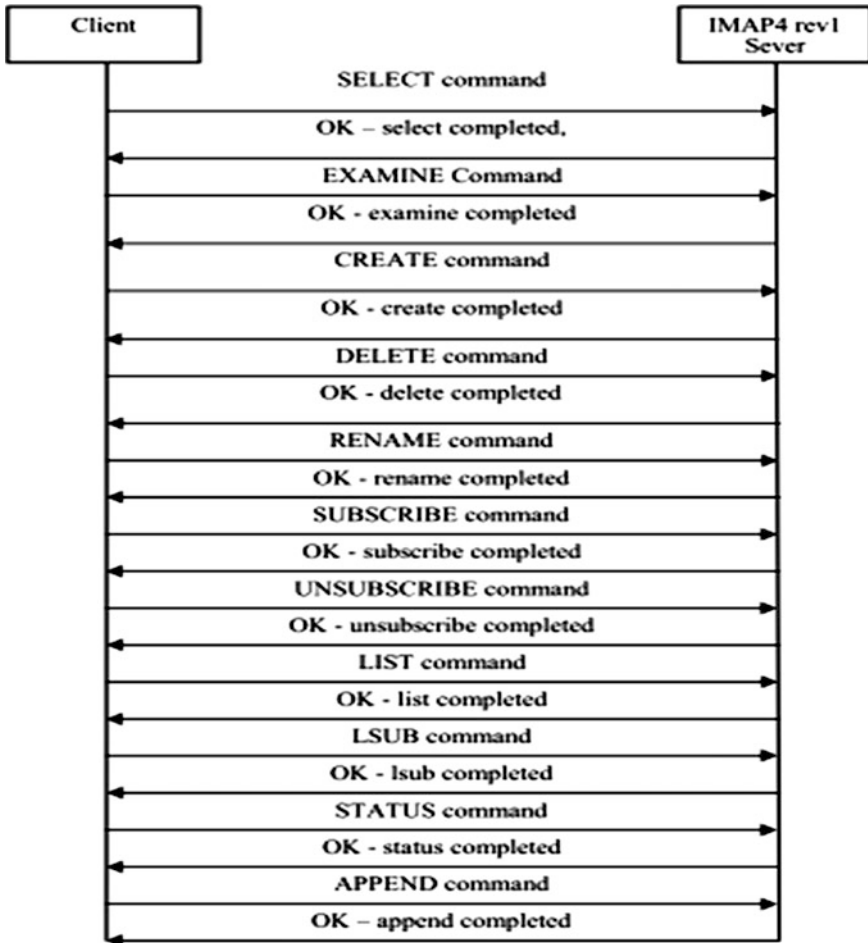 Client
IMAP4 rev1
Sever
SELECT command
OK – select completed,
EXAMINE Command
OK - examine completed
CREATE command
OK - create completed
DELETE command
OK - delete completed
RENAME command
OK - rename completed
SUBSCRIBE command
OK - subscribe completed
UNSUBSCRIBE command
OK - unsubscribe completed
LIST command
OK - list completed
LSUB command
OK - lsub completed
STATUS command
OK - status completed
APPEND command
OK – append completed